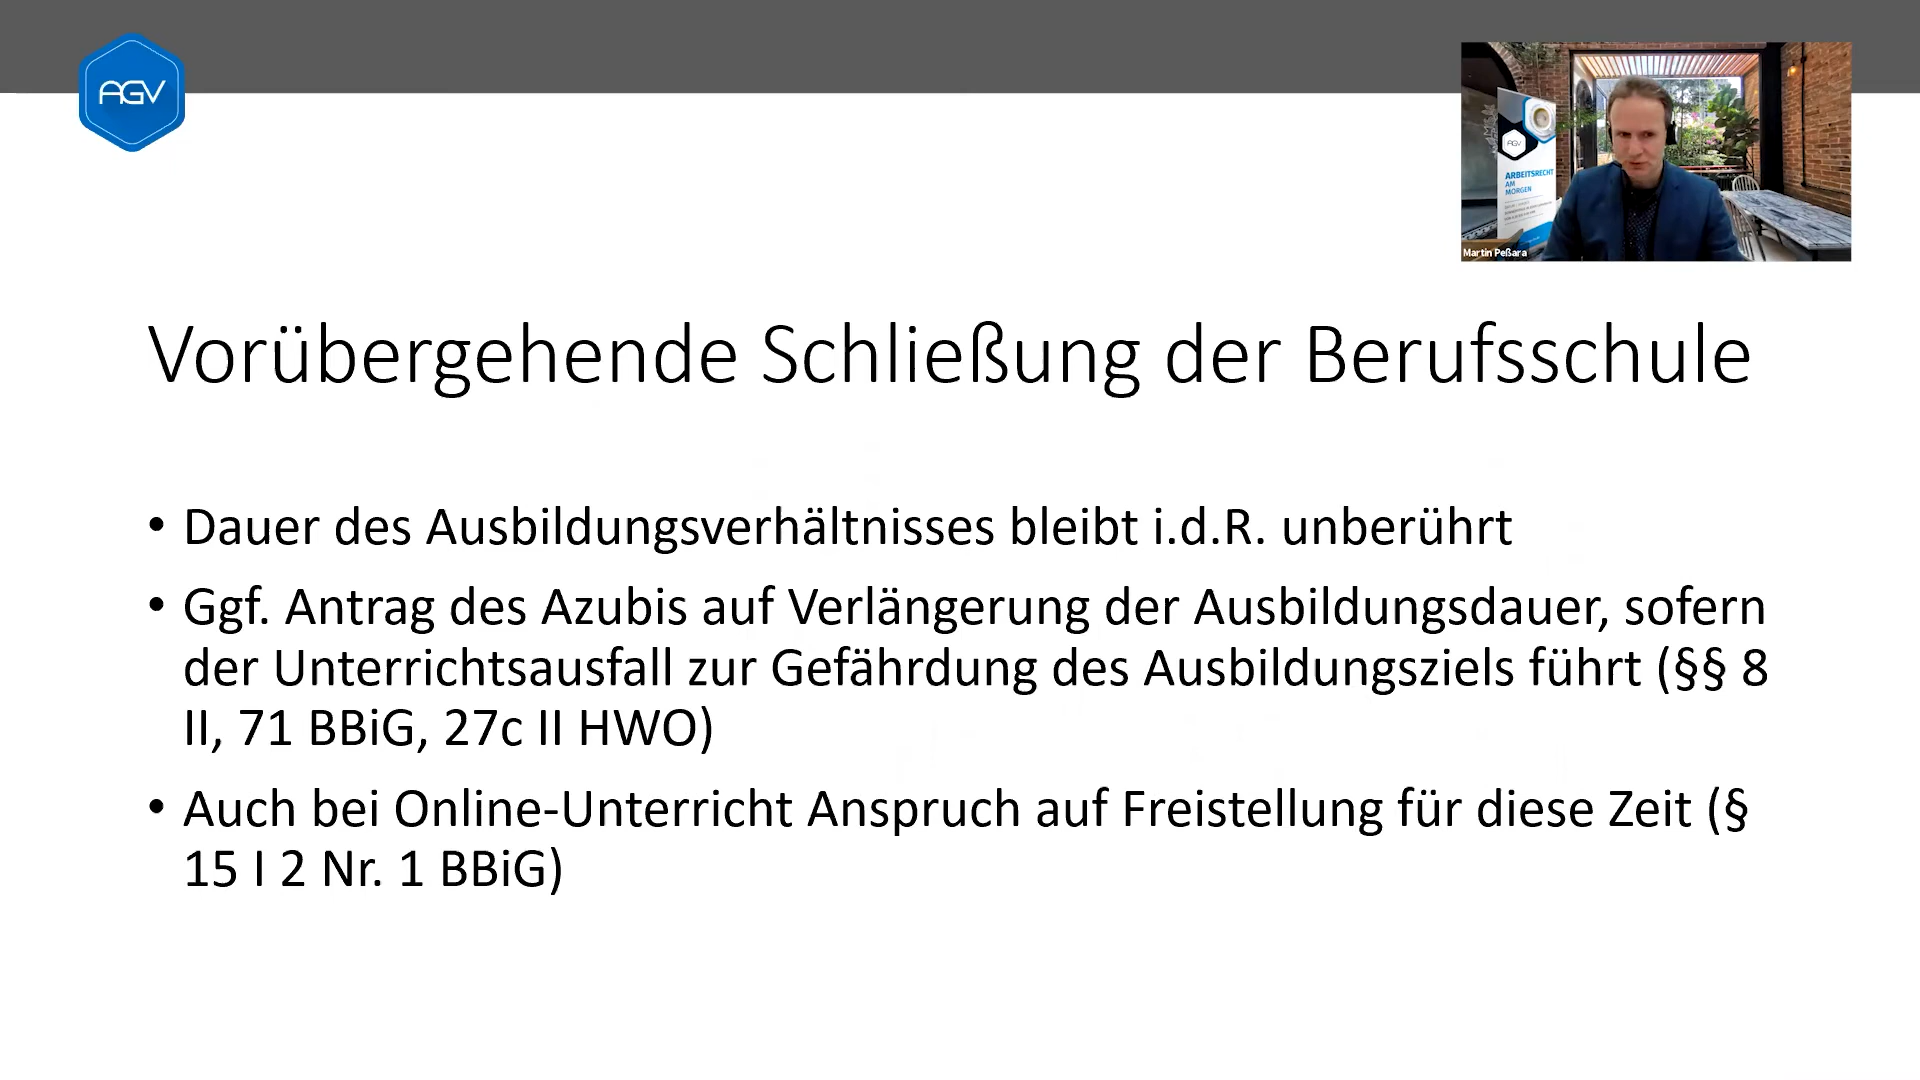 AGV
AGV
ARBEITSRECHT
AM
MORGEN
Martin Peßara
Vorübergehende Schließung der Berufsschule
• Dauer des Ausbildungsverhältnisses bleibt i.d.R. unberührt
• Ggf. Antrag des Azubis auf Verlängerung der Ausbildungsdauer, sofern
der Unterrichtsausfall zur Gefährdung des Ausbildungsziels führt (§§ 8
II, 71 BBiG, 27c II HWO)
• Auch bei Online-Unterricht Anspruch auf Freistellung für diese Zeit (§
15 I 2 Nr. 1 BBiG)